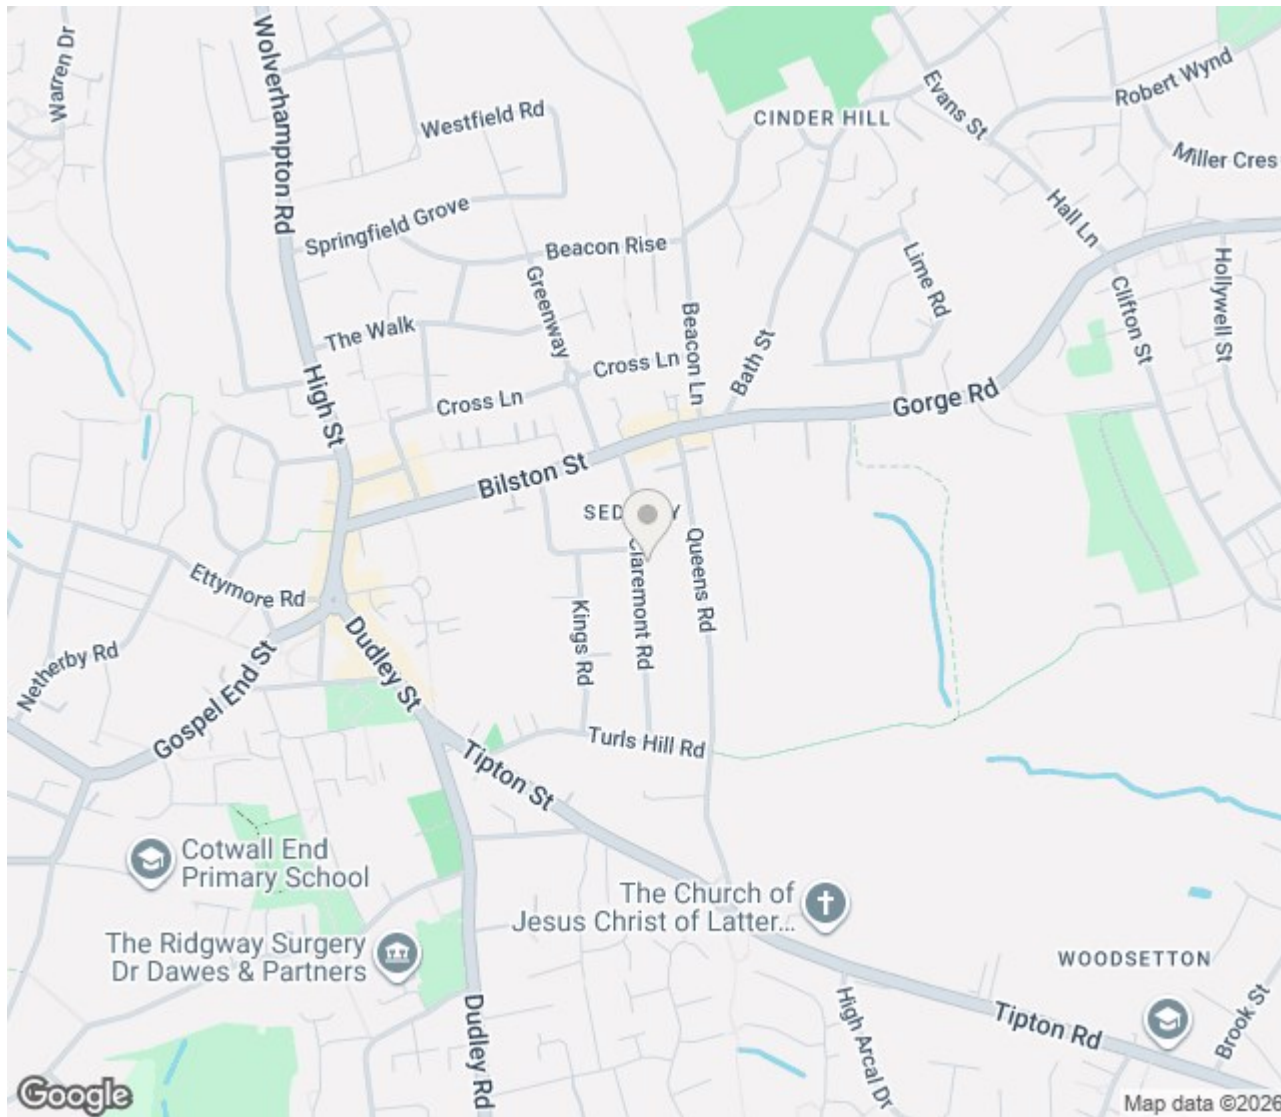 Warren Dr
Wolverhampton Rd
Westfield Rd
CINDER HILL
Evans St
Robert Wynd
Miller Cres
Springfield Grove
Beacon Rise
Hall Ln
Greenway
Lime Rd
Hollywell St
The Walk
Beacon Ln
Clifton St
Cross Ln
Bath St
High St
Cross Ln
Gorge Rd
Bilston St
Claremont Rd
Queens Rd
Ettymore Rd
Kings Rd
Dudley St
Netherby Rd
Gospel End St
Turls Hill Rd
Tipton St
Cotwall End
Primary School
The Church of
Jesus Christ of Latter...
The Ridgway Surgery
Dr Dawes & Partners
WOODSETTON
Dudley Rd
High Arcal Dr
Tipton Rd
Brook St
Google
Map data ©2026